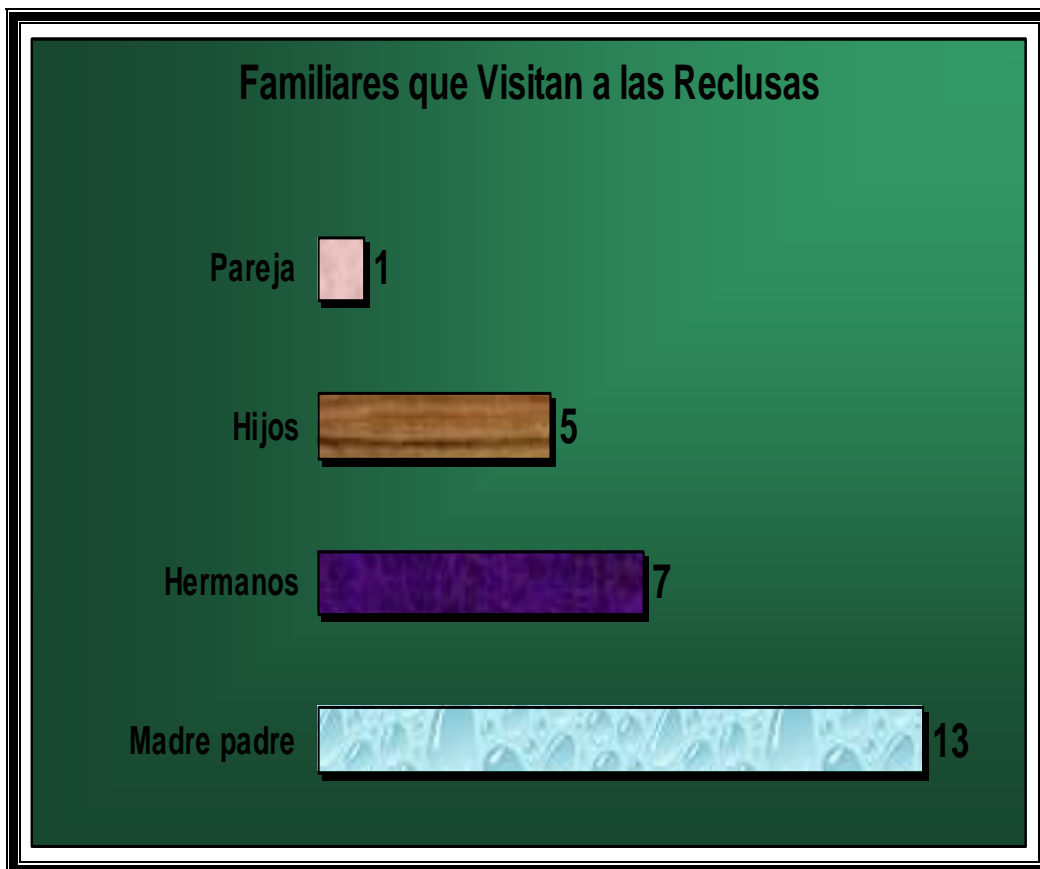 Familiares que Visitan a las Reclusas
Pareja 1
Hijos 5
Hermanos 7
Madre padre 13